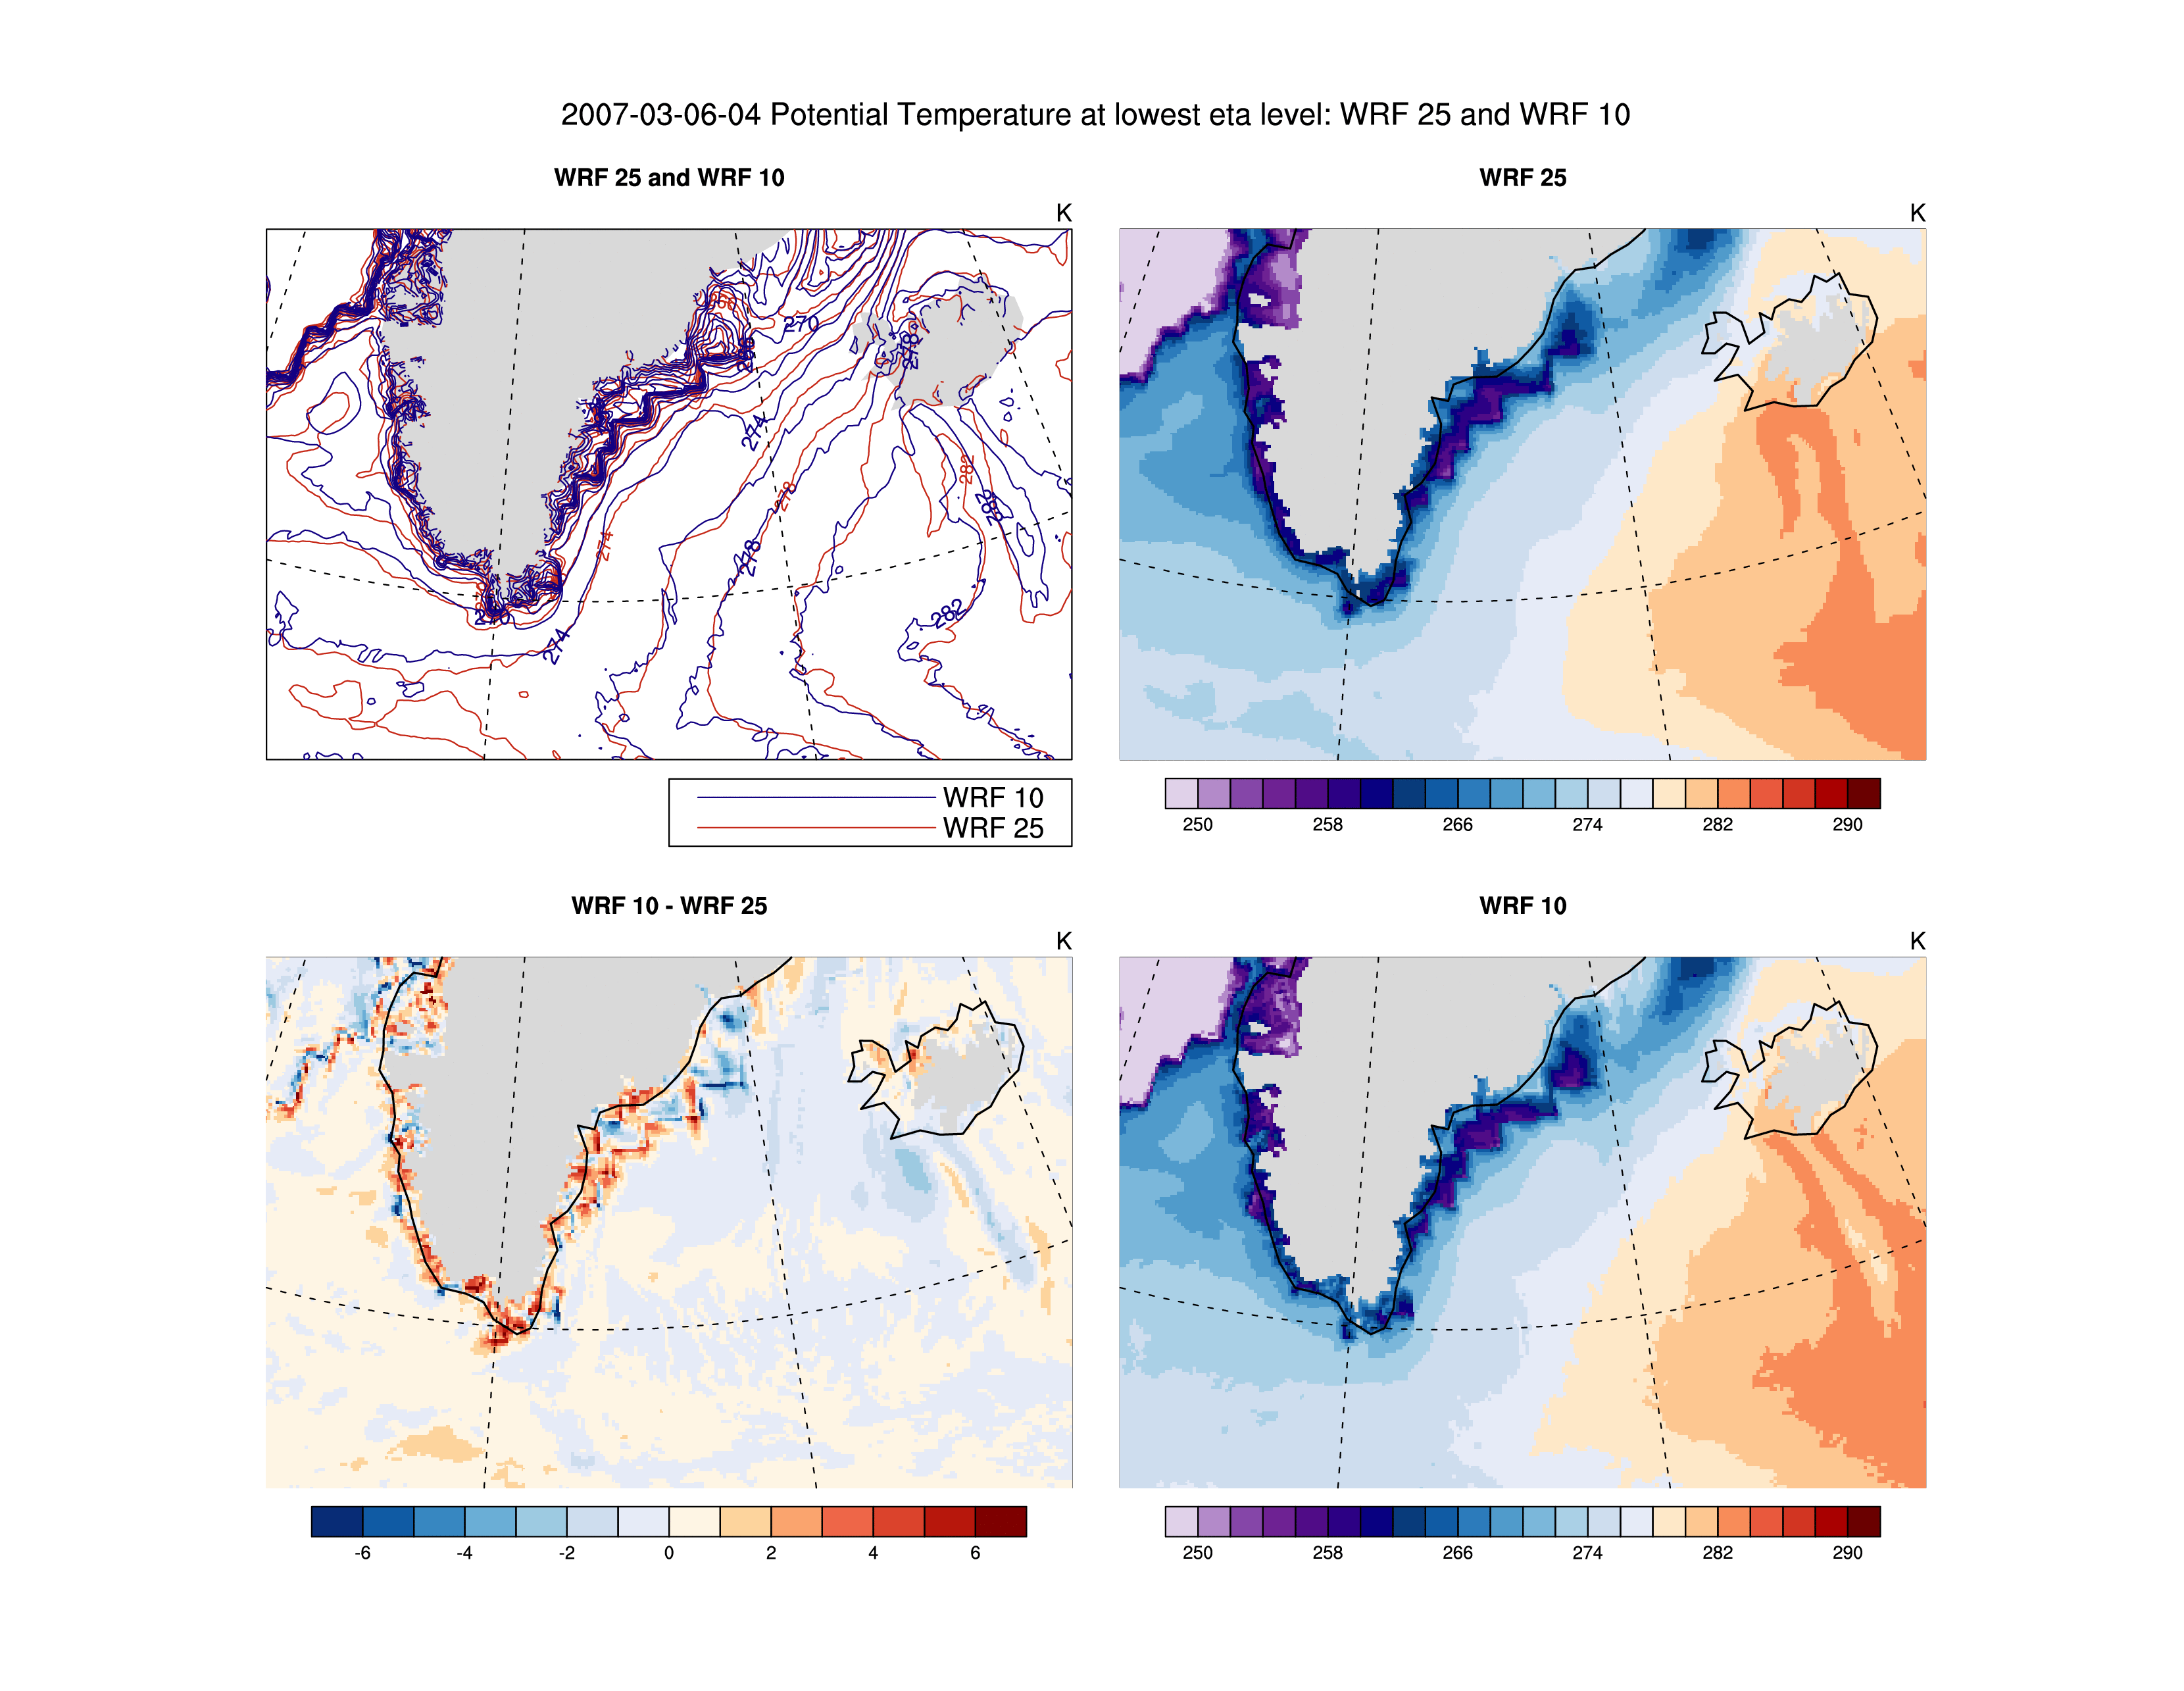 2007-03-06-04 Potential Temperature at lowest eta level: WRF 25 and WRF 10
WRF 25 and WRF 10
K
270
274
278
278
274
278
282
282
282
274
WRF 10
WRF 25
WRF 25
K
250 258 266 274 282 290
WRF 10 - WRF 25
K
-6 -4 -2 0 2 4 6
WRF 10
K
250 258 266 274 282 290